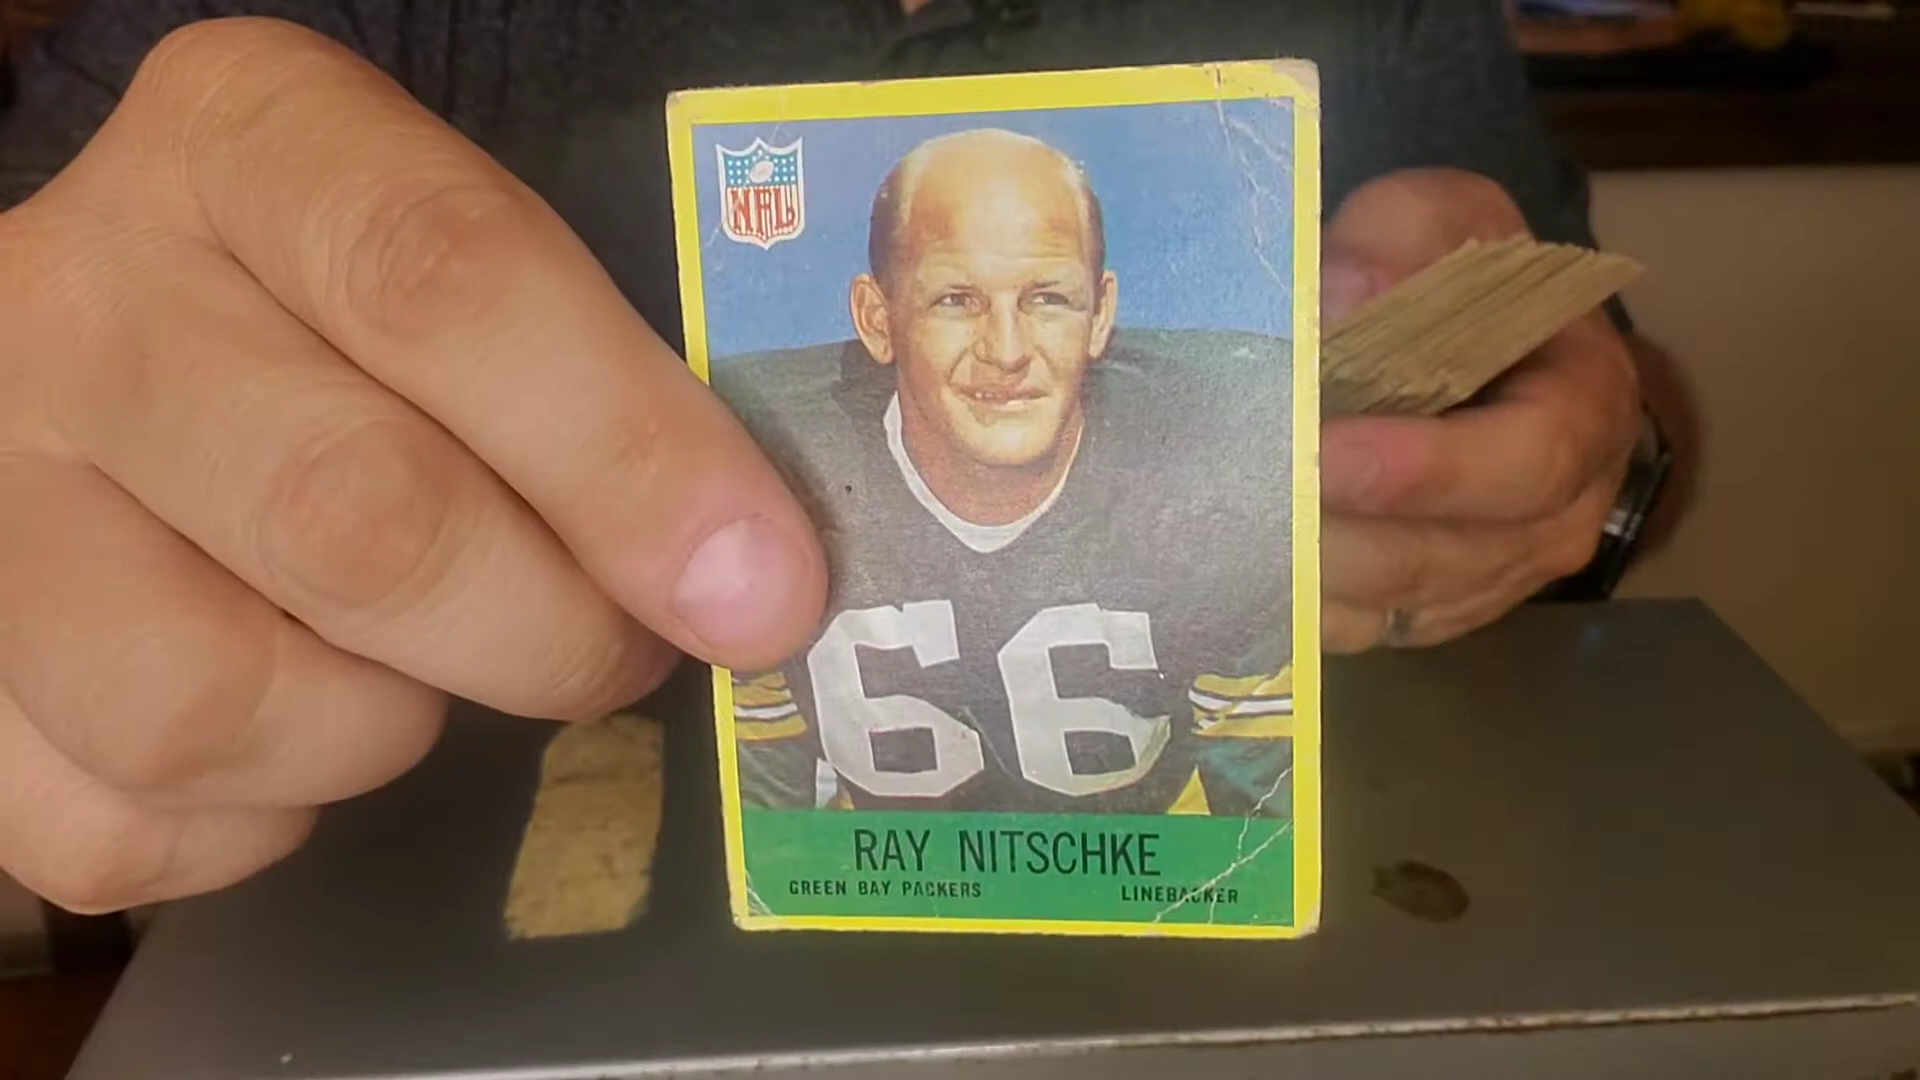 NFL
66
RAY NITSCHKE
GREEN BAY PACKERS
LINEBACKER